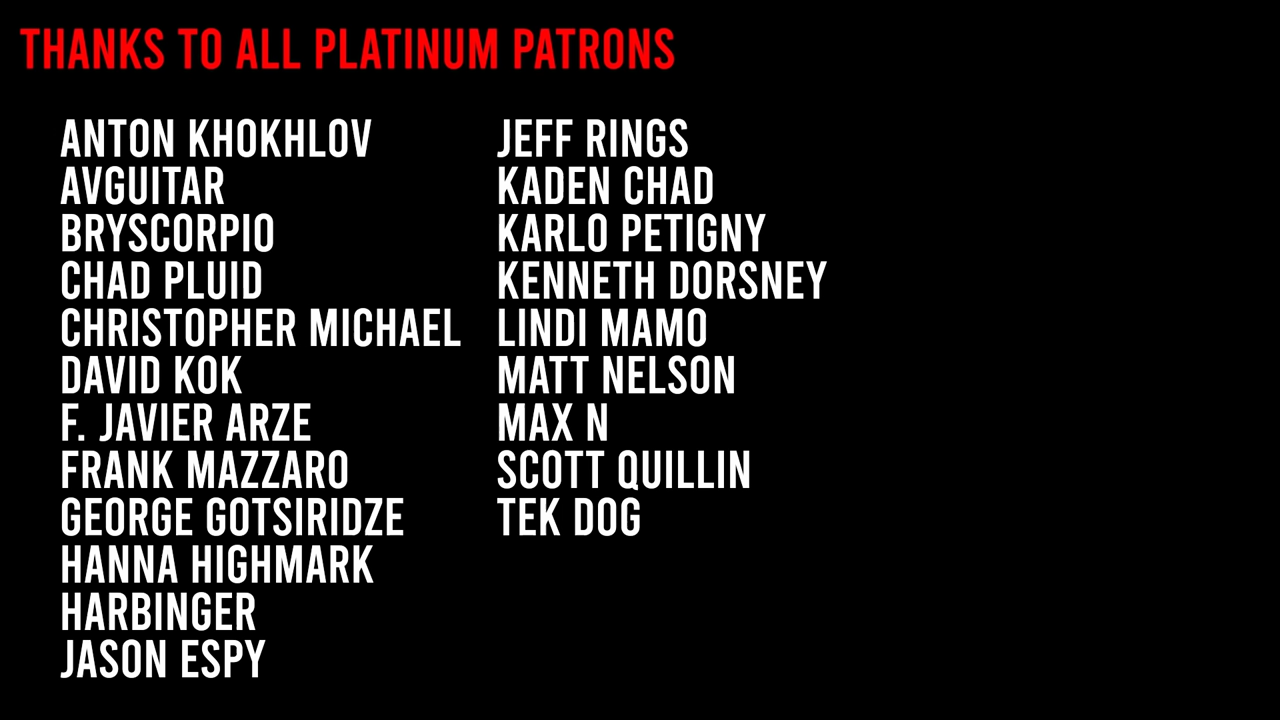 THANKS TO ALL PLATINUM PATRONS
ANTON KHOKHLOV
AVGUITAR
BRYSCORPIO
CHAD PLUID
CHRISTOPHER MICHAEL
DAVID KOK
F. JAVIER ARZE
FRANK MAZZARO
GEORGE GOTSIRIDZE
HANNA HIGHMARK
HARBINGER
JASON ESPY
JEFF RINGS
KADEN CHAD
KARLO PETIGNY
KENNETH DORSNEY
LINDI MAMO
MATT NELSON
MAX N
SCOTT QUILLIN
TEK DOG